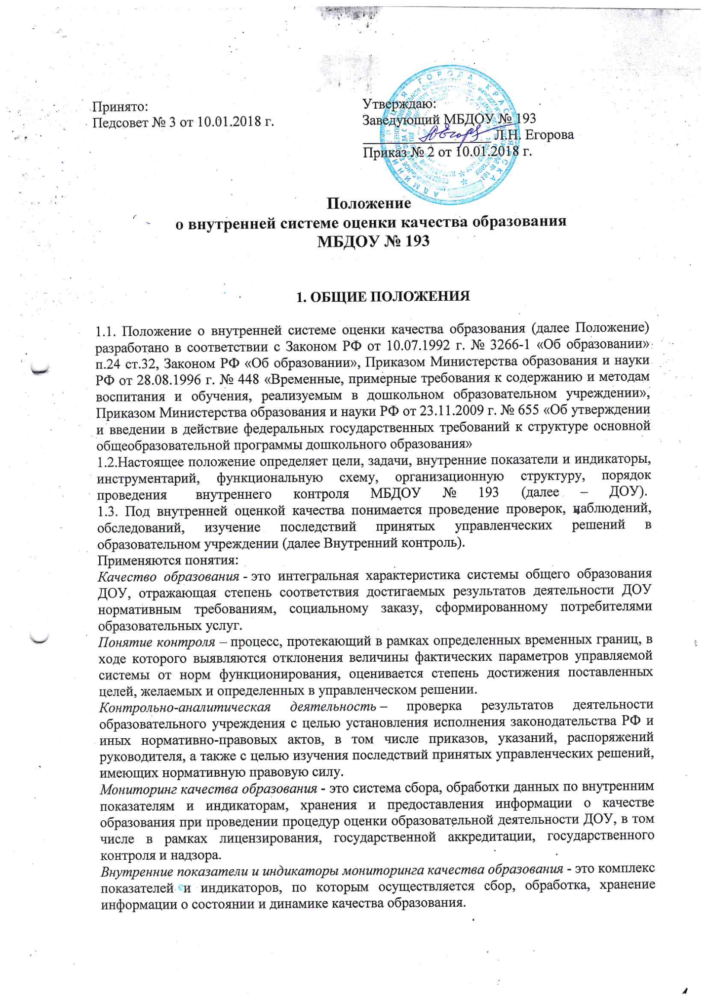 Принято:
Педсовет № 3 от 10.01.2018 г.
Утверждаю:
Заведующий МБДОУ № 193
Л.Н. Егорова
Приказ № 2 от 10.01.2018 г.
АДМИНИСТРАЦИЯ ГОРОДА КРАСНОЯРСКА
Положение
о внутренней системе оценки качества образования
МБДОУ № 193
1. ОБЩИЕ ПОЛОЖЕНИЯ
1.1. Положение о внутренней системе оценки качества образования (далее Положение)
разработано в соответствии с Законом РФ от 10.07.1992 г. № 3266-1 «Об образовании»
п.24 ст.32, Законом РФ «Об образовании», Приказом Министерства образования и науки
РФ от 28.08.1996 г. № 448 «Временные, примерные требования к содержанию и методам
воспитания и обучения, реализуемым в дошкольном образовательном учреждении»,
Приказом Министерства образования и науки РФ от 23.11.2009 г. № 655 «Об утверждении
и введении в действие федеральных государственных требований к структуре основной
общеобразовательной программы дошкольного образования»
1.2.Настоящее положение определяет цели, задачи, внутренние показатели и индикаторы,
инструментарий, функциональную схему, организационную структуру, порядок
проведения внутреннего контроля МБДОУ № 193 (далее – ДОУ).
1.3. Под внутренней оценкой качества понимается проведение проверок, наблюдений,
обследований, изучение последствий принятых управленческих решений в
образовательном учреждении (далее Внутренний контроль).
Применяются понятия:
Качество образования - это интегральная характеристика системы общего образования
ДОУ, отражающая степень соответствия достигаемых результатов деятельности ДОУ
нормативным требованиям, социальному заказу, сформированному потребителями
образовательных услуг.
Понятие контроля – процесс, протекающий в рамках определенных временных границ, в
ходе которого выявляются отклонения величины фактических параметров управляемой
системы от норм функционирования, оценивается степень достижения поставленных
целей, желаемых и определенных в управленческом решении.
Контрольно-аналитическая деятельность – проверка результатов деятельности
образовательного учреждения с целью установления исполнения законодательства РФ и
иных нормативно-правовых актов, в том числе приказов, указаний, распоряжений
руководителя, а также с целью изучения последствий принятых управленческих решений,
имеющих нормативную правовую силу.
Мониторинг качества образования - это система сбора, обработки данных по внутренним
показателям и индикаторам, хранения и предоставления информации о качестве
образования при проведении процедур оценки образовательной деятельности ДОУ, в том
числе в рамках лицензирования, государственной аккредитации, государственного
контроля и надзора.
Внутренние показатели и индикаторы мониторинга качества образования - это комплекс
показателей и индикаторов, по которым осуществляется сбор, обработка, хранение
информации о состоянии и динамике качества образования.